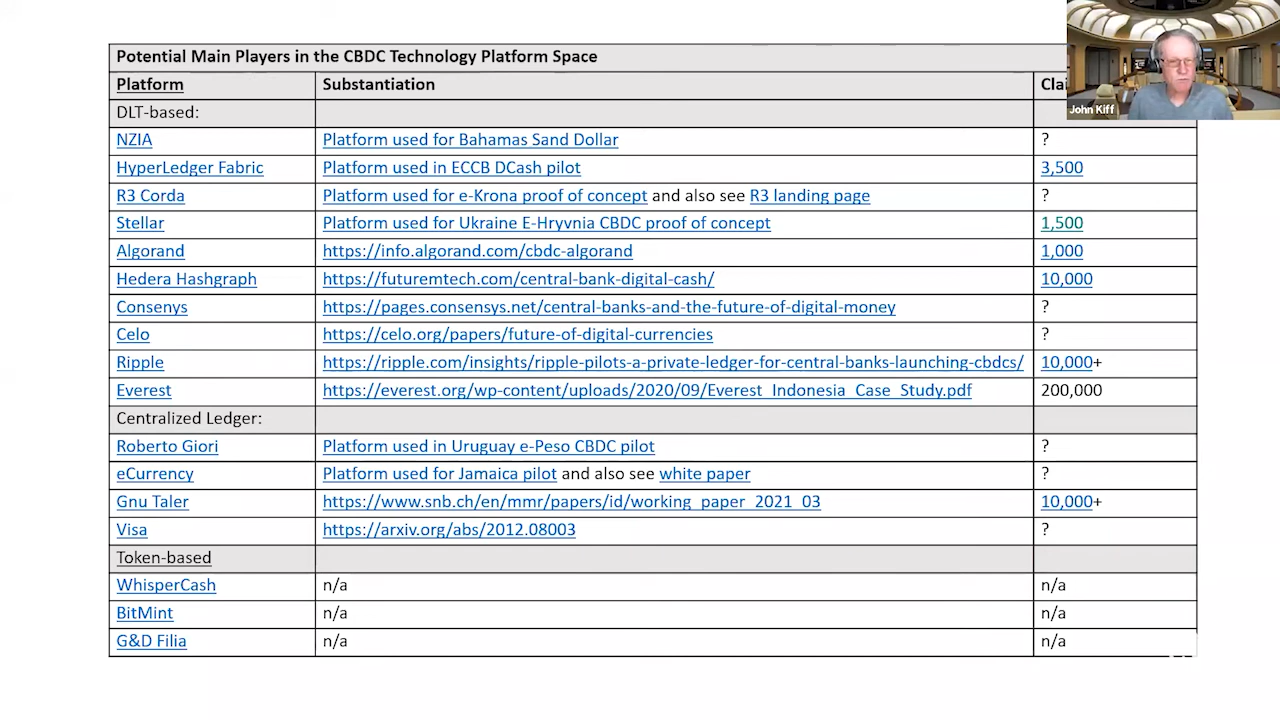 Potential Main Players in the CBDC Technology Platform Space
Platform Substantiation
DLT-based:
NZIA Platform used for Bahamas Sand Dollar ?
HyperLedger Fabric Platform used in ECCB DCash pilot 3,500
R3 Corda Platform used for e-Krona proof of concept and also see R3 landing page ?
Stellar Platform used for Ukraine E-Hryvnia CBDC proof of concept 1,500
Algorand https://info.algorand.com/cbdc-algorand 1,000
Hedera Hashgraph https://futuremtech.com/central-bank-digital-cash/ 10,000
Consenys https://pages.consensys.net/central-banks-and-the-future-of-digital-money ?
Celo https://celo.org/papers/future-of-digital-currencies ?
Ripple https://ripple.com/insights/ripple-pilots-a-private-ledger-for-central-banks-launching-cbdcs/ 10,000+
Everest https://everest.org/wp-content/uploads/2020/09/Everest_Indonesia_Case_Study.pdf 200,000
Centralized Ledger:
Roberto Giori Platform used in Uruguay e-Peso CBDC pilot ?
eCurrency Platform used for Jamaica pilot and also see white paper ?
Gnu Taler https://www.snb.ch/en/mmr/papers/id/working_paper_2021_03 10,000+
Visa https://arxiv.org/abs/2012.08003 ?
Token-based
WhisperCash n/a n/a
BitMint n/a n/a
G&D Filia n/a n/a
John Kiff